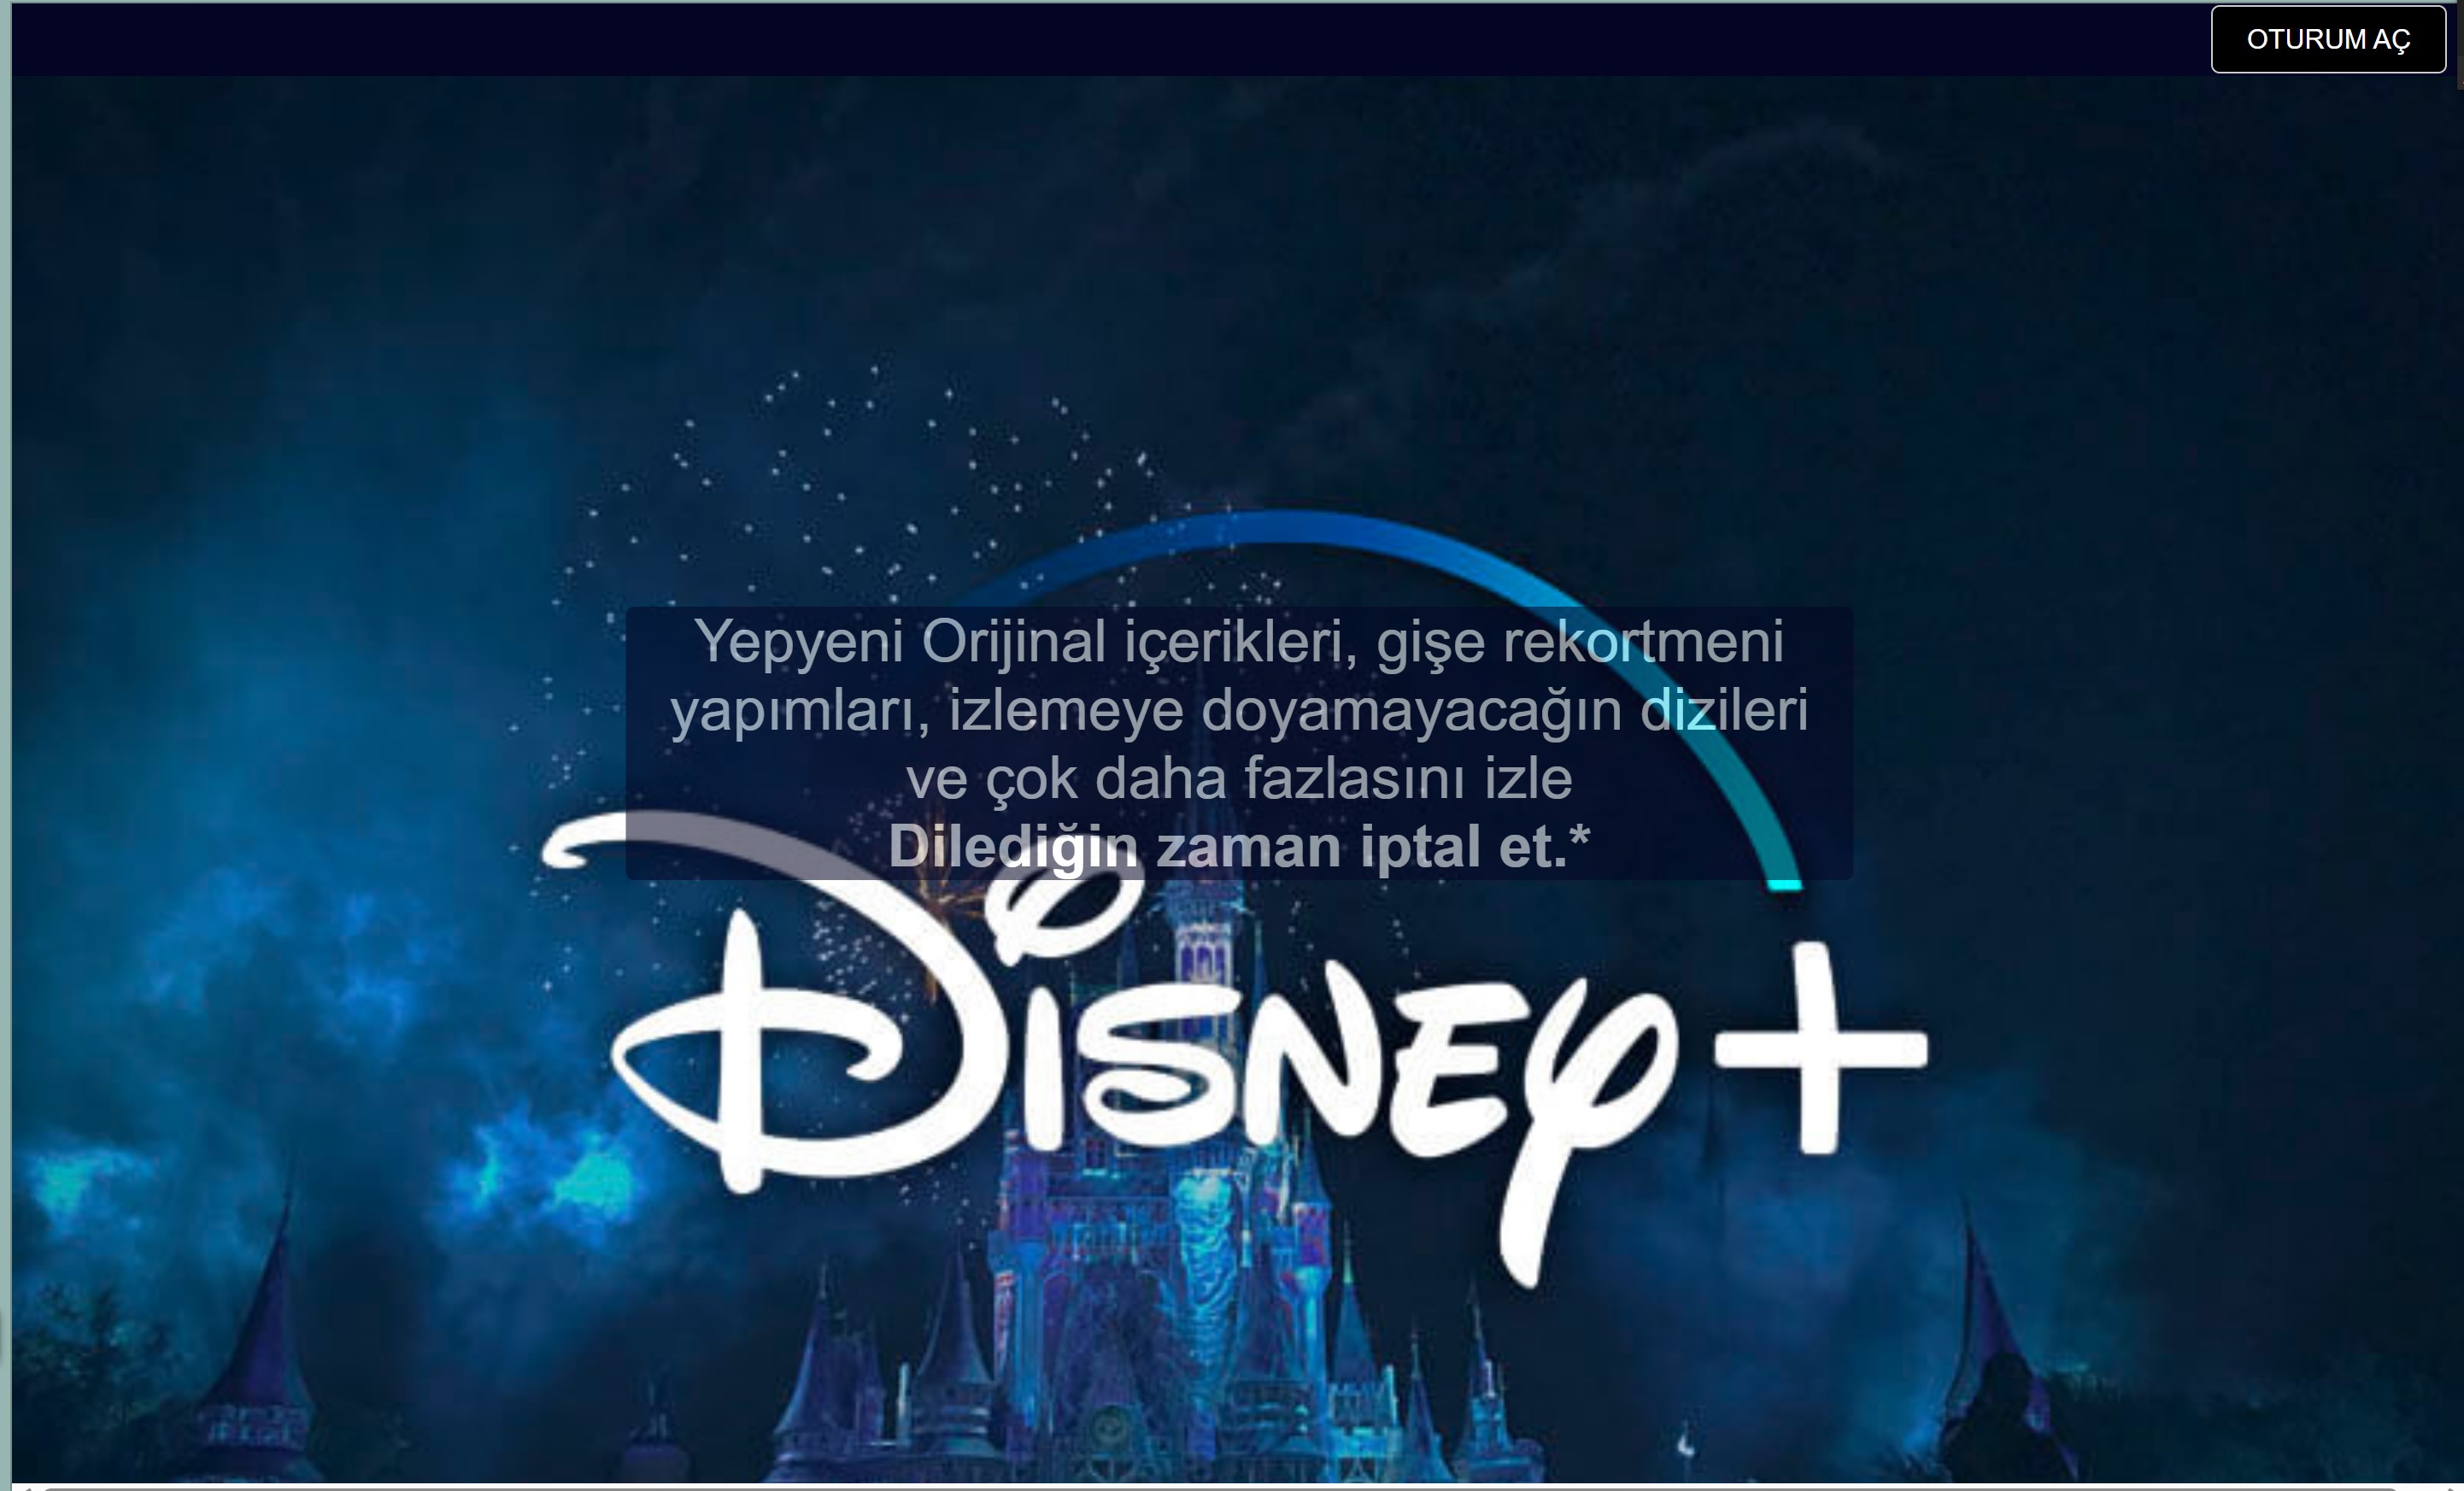 OTURUM AÇ
Yepyeni Orijinal içerikleri, gişe rekortmeni
yapımları, izlemeye doyamayacağın dizileri
ve çok daha fazlasını izle
Dilediğin zaman iptal et.*
Disney+